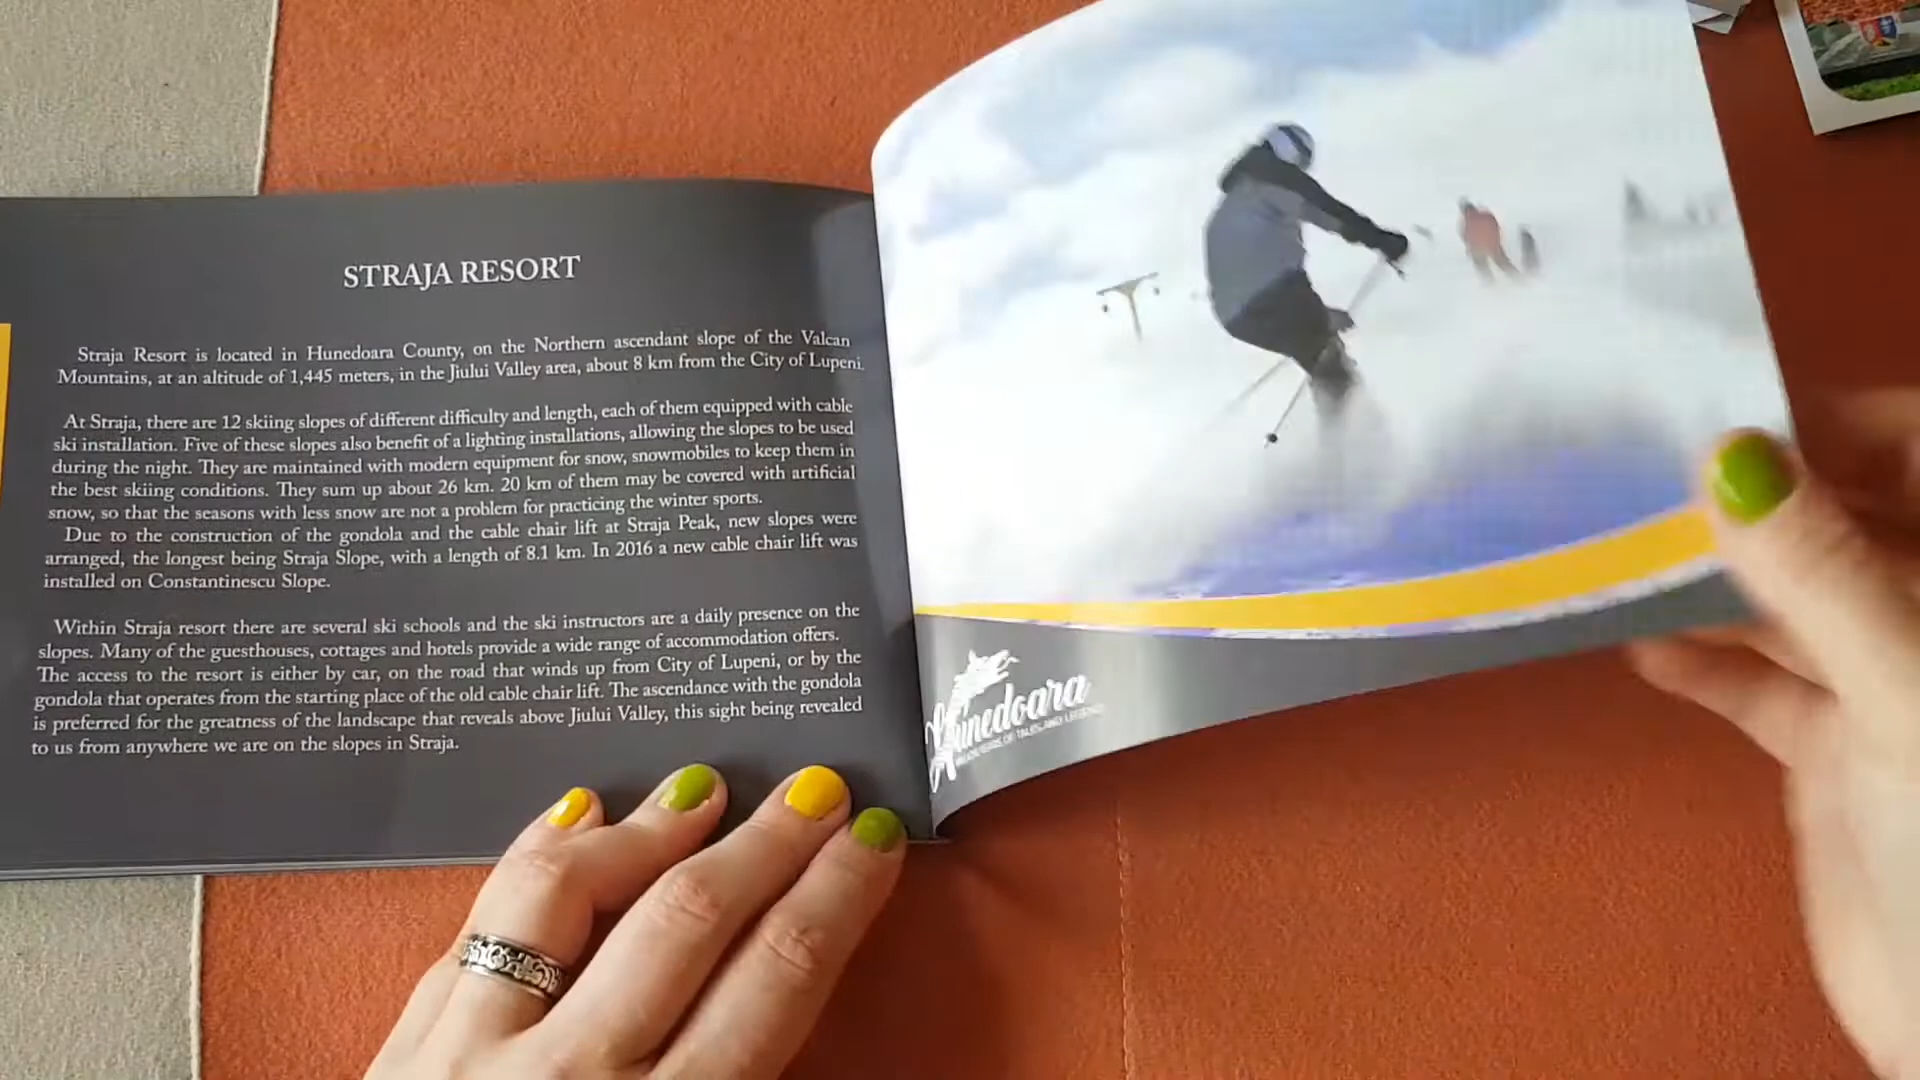 STRAJA RESORT
Straja Resort is located in Hunedoara County, on the Northern ascendant slope of the Valcan
Mountains, at an altitude of 1,445 meters, in the Jiului Valley area, about 8 km from the City of Lupeni.
At Straja, there are 12 skiing slopes of different difficulty and length, each of them equipped with cable
ski installation. Five of these slopes also benefit of a lighting installations, allowing the slopes to be used
during the night. They are maintained with modern equipment for snow, snowmobiles to keep them in
the best skiing conditions. They sum up about 26 km. 20 km of them may be covered with artificial
snow, so that the seasons with less snow are not a problem for practicing the winter sports.
Due to the construction of the gondola and the cable chair lift at Straja Peak, new slopes were
arranged, the longest being Straja Slope, with a length of 8.1 km. In 2016 a new cable chair lift was
installed on Constantinescu Slope.
Within Straja resort there are several ski schools and the ski instructors are a daily presence on the
slopes. Many of the guesthouses, cottages and hotels provide a wide range of accommodation offers.
The access to the resort is either by car, on the road that winds up from City of Lupeni, or by the
gondola that operates from the starting place of the old cable chair lift. The ascendance with the gondola
is preferred for the greatness of the landscape that reveals above Jiului Valley, this sight being revealed
to us from anywhere we are on the slopes in Straja.
Hunedoara
OF TALES AND LEGENDS